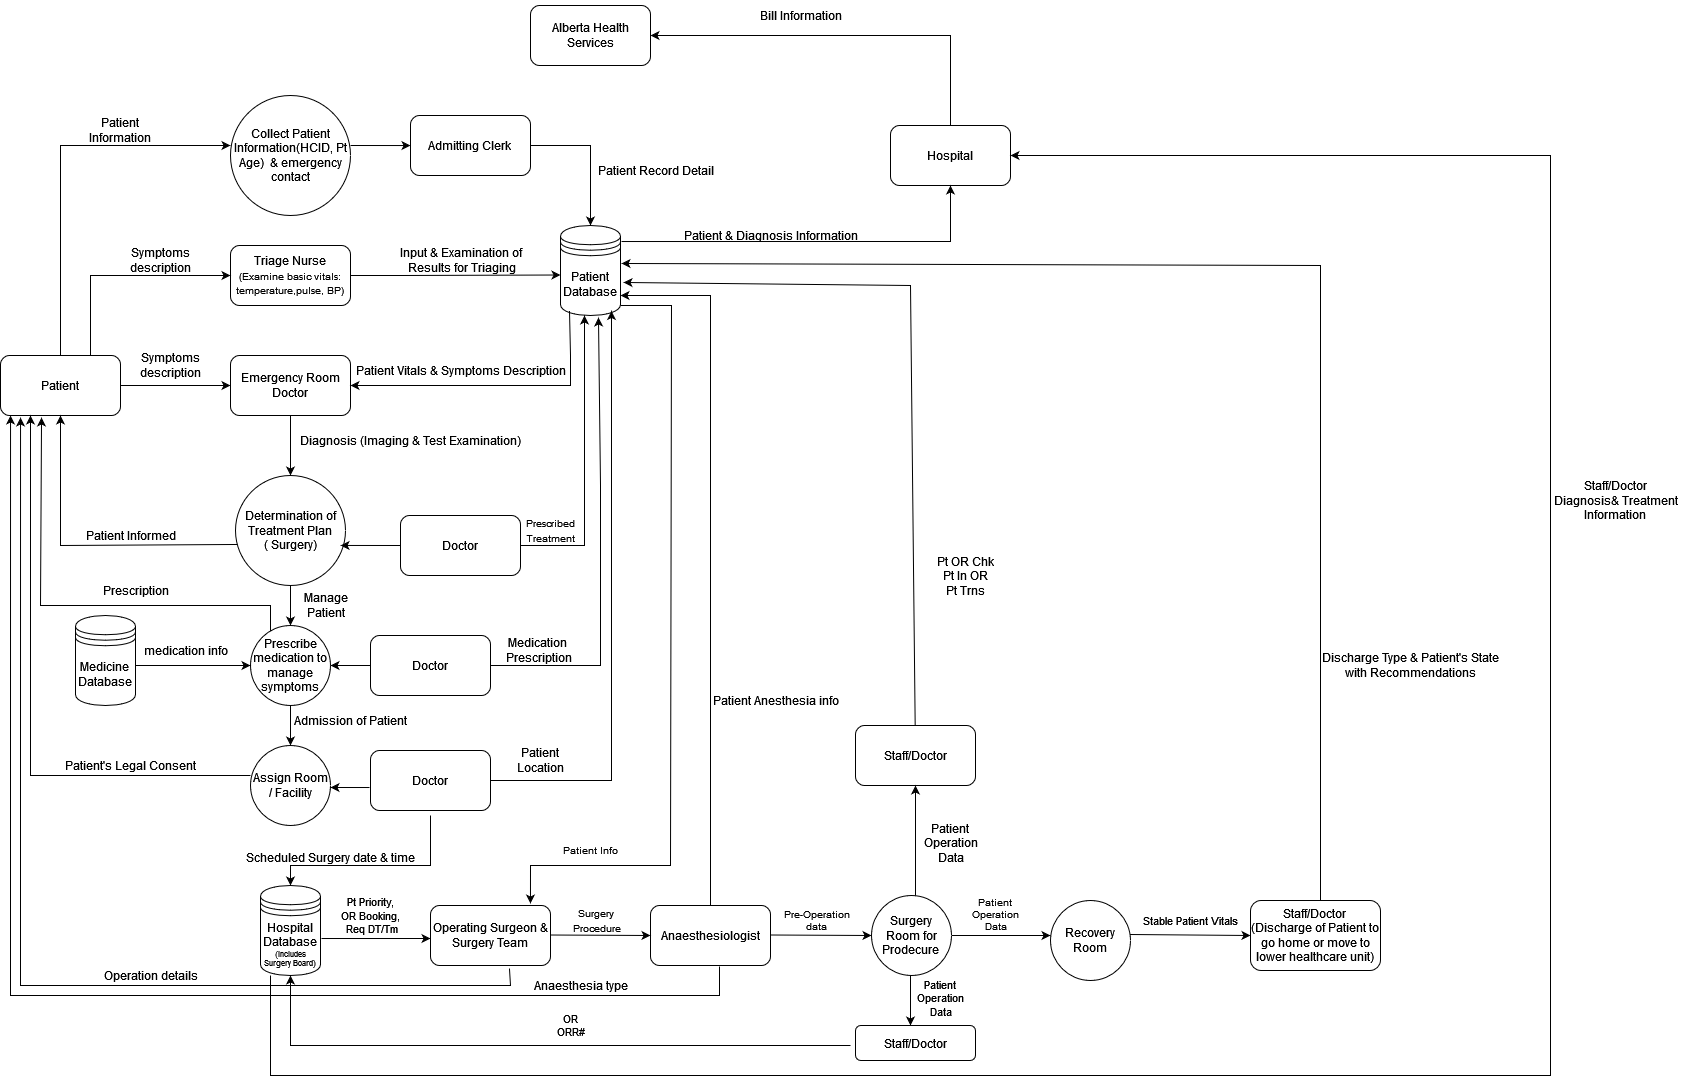 Bill Information
Alberta Health
Services
Patient
Information
Collect Patient
Information(HCID, Pt
Age)  & emergency
contact
Admitting Clerk
Hospital
Patient Record Detail
Patient & Diagnosis Information
Symptoms
description
Triage Nurse
(Examine basic vitals:
temperature,pulse, BP)
Input & Examination of
Results for Triaging
Patient
Database
Patient
Symptoms
description
Emergency Room
Doctor
Patient Vitals & Symptoms Description
Diagnosis (Imaging & Test Examination)
Determination of
Treatment Plan
( Surgery)
Patient Informed
Doctor
Prescribed
Treatment
Staff/Doctor
Diagnosis& Treatment
Information
Pt OR Chk
Pt In OR
Pt Trns
Prescription
Manage
Patient
Medicine
Database
medication info
Prescribe
medication to
manage
symptoms
Doctor
Medication
Prescription
Discharge Type & Patient's State
with Recommendations
Patient Anesthesia info
Admission of Patient
Patient's Legal Consent
Assign Room
/ Facility
Doctor
Patient
Location
Staff/Doctor
Patient
Operation
Data
Scheduled Surgery date & time
Patient Info
Hospital
Database
(includes
Surgery Board)
Pt Priority,
OR Booking,
Req DT/Tm
Operating Surgeon &
Surgery Team
Surgery
Procedure
Anaesthesiologist
Pre-Operation
data
Surgery
Room for
Prodecure
Patient
Operation
Data
Recovery
Room
Stable Patient Vitals
Staff/Doctor
(Discharge of Patient to
go home or move to
lower healthcare unit)
Operation details
Anaesthesia type
Patient
Operation
Data
OR
ORR#
Staff/Doctor